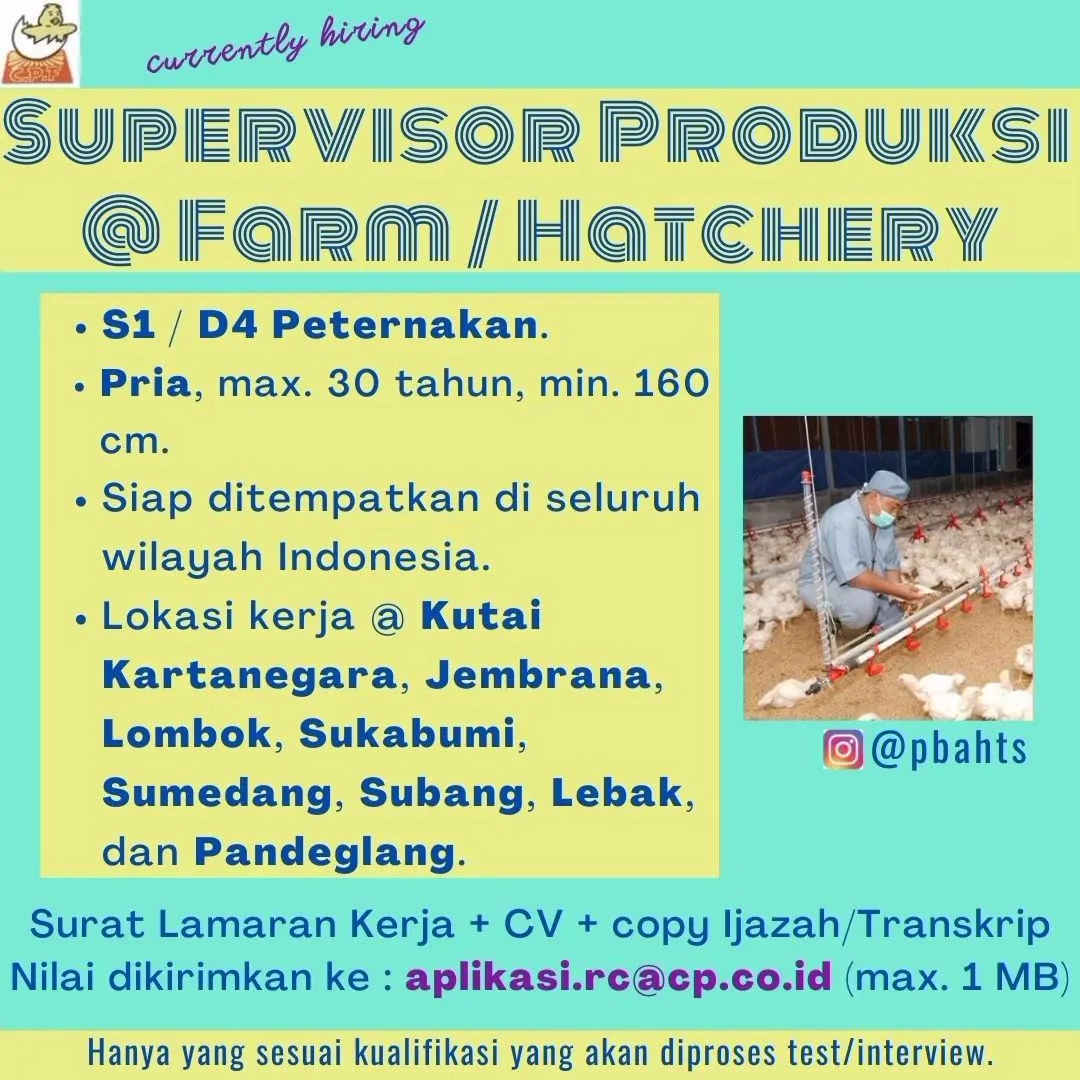 C.P.F
currently hiring
Supervisor Produksi
@ Farm / Hatchery
• S1 / D4 Peternakan.
• Pria, max. 30 tahun, min. 160
cm.
• Siap ditempatkan di seluruh
wilayah Indonesia.
• Lokasi kerja @ Kutai
Kartanegara, Jembrana,
Lombok, Sukabumi,
Sumedang, Subang, Lebak,
dan Pandeglang.
@pbahts
Surat Lamaran Kerja + CV + copy Ijazah/Transkrip
Nilai dikirimkan ke : aplikasi.rc@cp.co.id (max. 1 MB)
Hanya yang sesuai kualifikasi yang akan diproses test/interview.